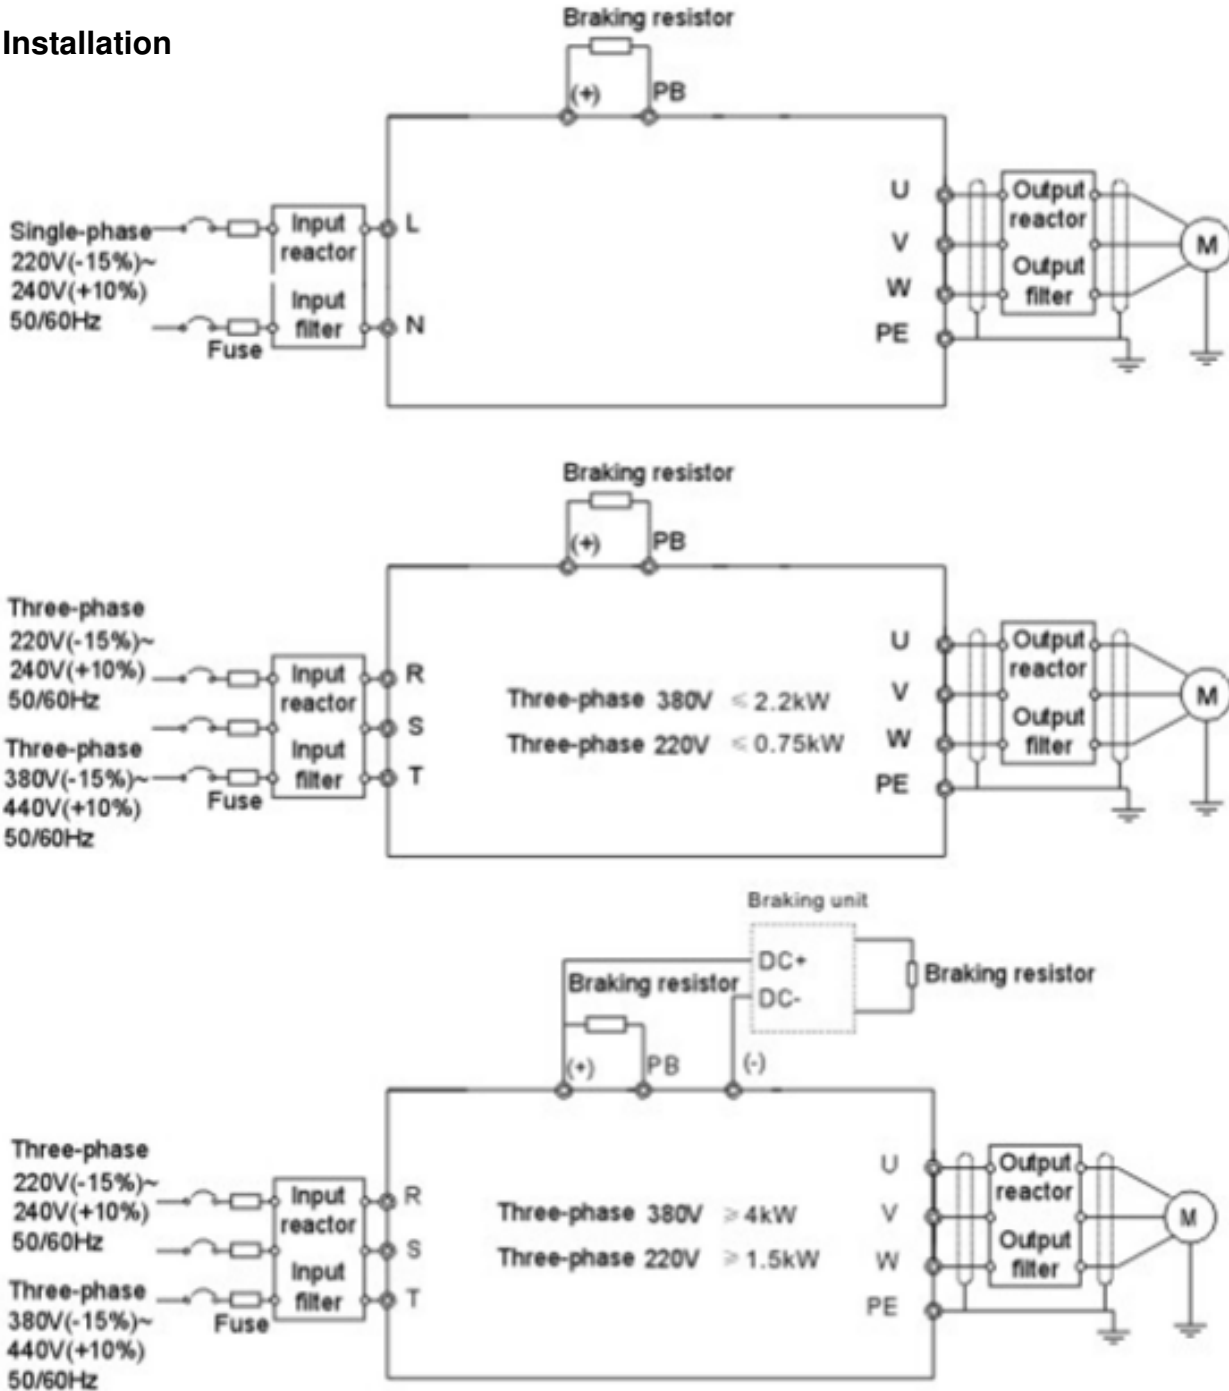 Installation
Braking resistor
(+)
PB
Single-phase
220V(-15%)~
240V(+10%)
50/60Hz
Fuse
Input
reactor
Input
filter
L
N
U
V
W
PE
Output
reactor
Output
filter
M
Braking resistor
(+)
PB
Three-phase
220V(-15%)~
240V(+10%)
50/60Hz
Three-phase
380V(-15%)~
440V(+10%)
50/60Hz
Fuse
Input
reactor
Input
filter
R
S
T
Three-phase 380V ≤ 2.2kW
Three-phase 220V ≤ 0.75kW
U
V
W
PE
Output
reactor
Output
filter
M
Braking unit
DC+
DC-
Braking resistor
Braking resistor
(+)
PB
(-)
Three-phase
220V(-15%)~
240V(+10%)
50/60Hz
Three-phase
380V(-15%)~
440V(+10%)
50/60Hz
Fuse
Input
reactor
Input
filter
R
S
T
Three-phase 380V ≥ 4kW
Three-phase 220V ≥ 1.5kW
U
V
W
PE
Output
reactor
Output
filter
M